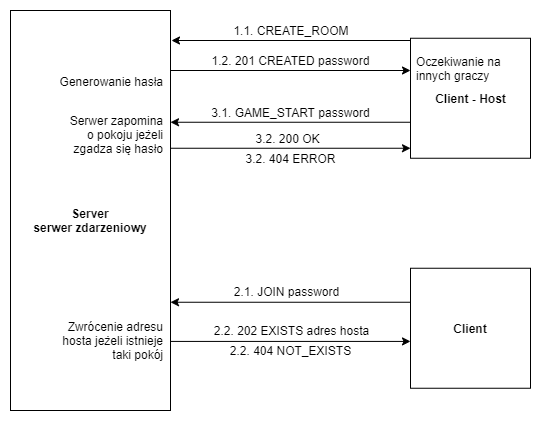 1.1. CREATE_ROOM
1.2. 201 CREATED password
Generowanie hasła
Oczekiwanie na
innych graczy
Client - Host
3.1. GAME_START password
Serwer zapomina
o pokoju jeżeli
zgadza się hasło
3.2. 200 OK
3.2. 404 ERROR
Server
serwer zdarzeniowy
2.1. JOIN password
Zwrócenie adresu
hosta jeżeli istnieje
taki pokój
2.2. 202 EXISTS adres hosta
2.2. 404 NOT_EXISTS
Client